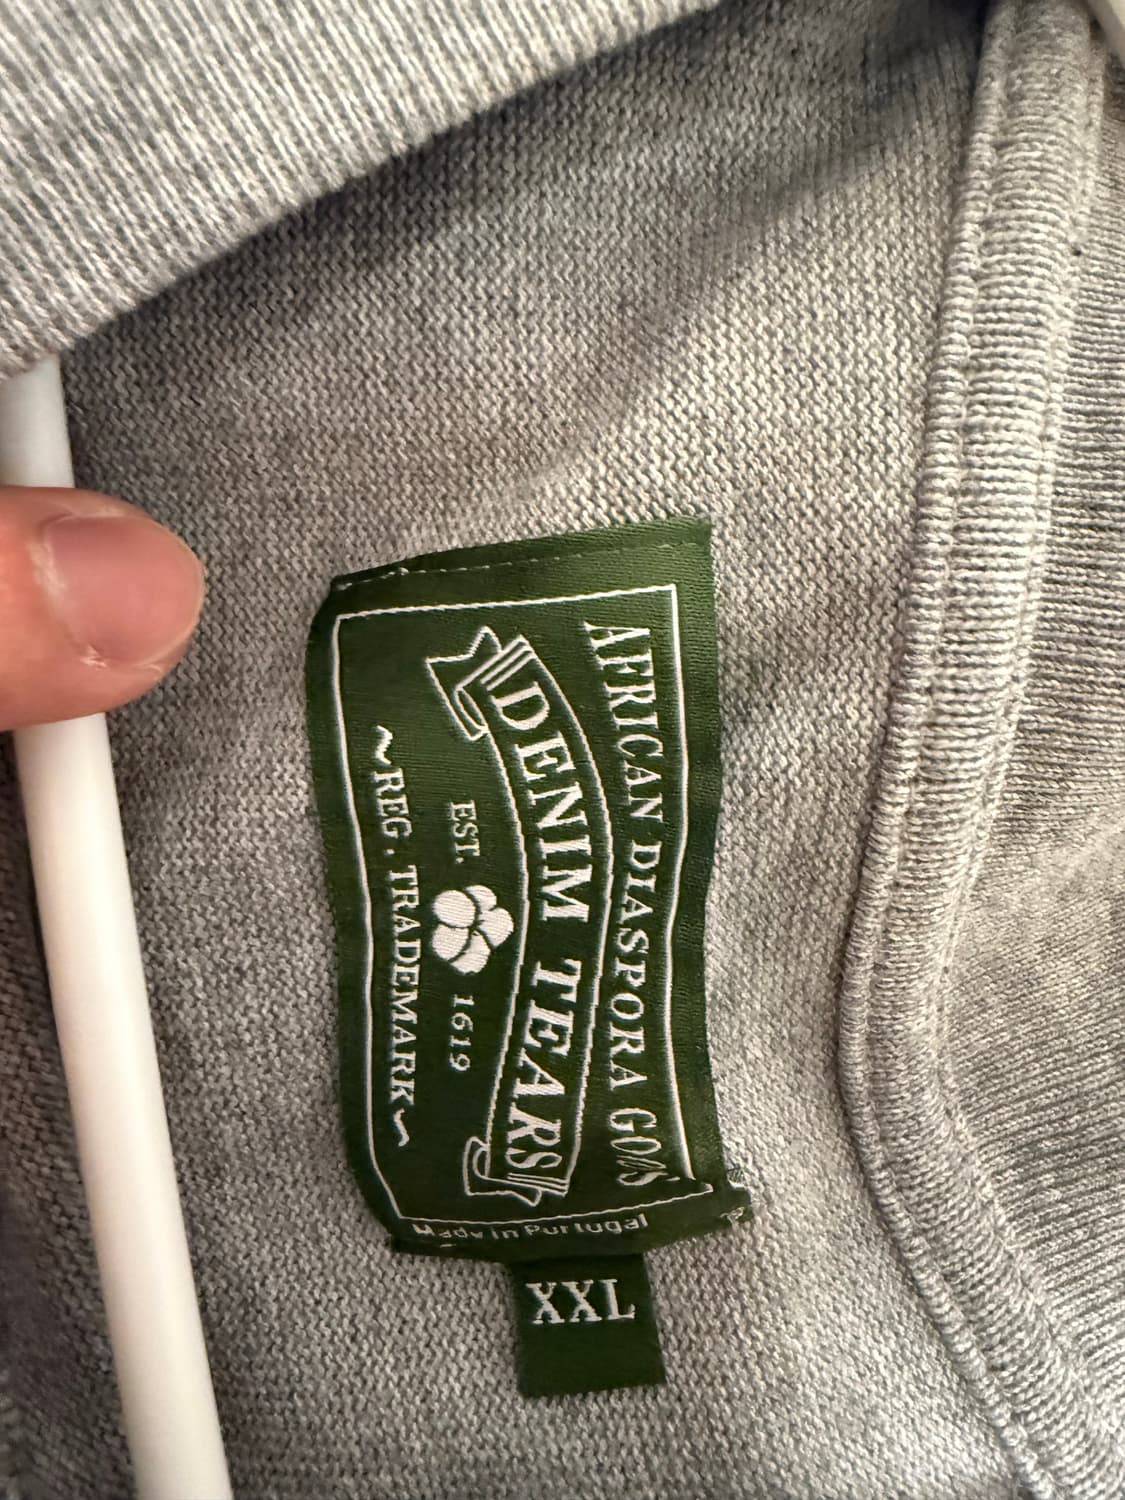 AFRICAN DIASPORA GOODS
DENIM TEARS
EST. 1619
~REG. TRADEMARK~
Made in Portugal
XXL